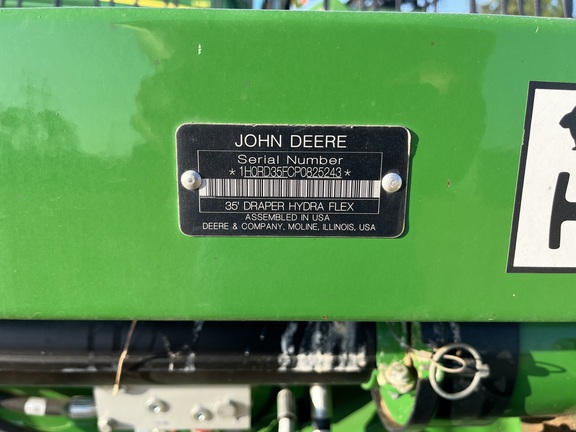 JOHN DEERE
Serial Number
*1H0RD35FCP0825243*
35' DRAPER HYDRA FLEX
ASSEMBLED IN USA
DEERE & COMPANY, MOLINE, ILLINOIS, USA